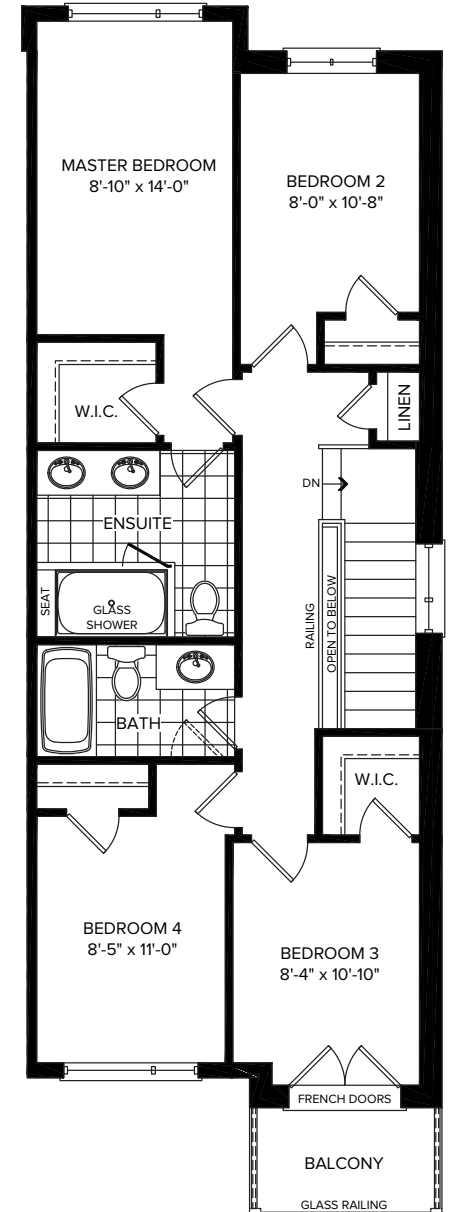 MASTER BEDROOM
8'-10" x 14'-0"
BEDROOM 2
8'-0" x 10'-8"
W.I.C.
LINEN
DN
ENSUITE
SEAT
GLASS
SHOWER
RAILING
OPEN TO BELOW
BATH
W.I.C.
BEDROOM 4
8'-5" x 11'-0"
BEDROOM 3
8'-4" x 10'-10"
FRENCH DOORS
BALCONY
GLASS RAILING